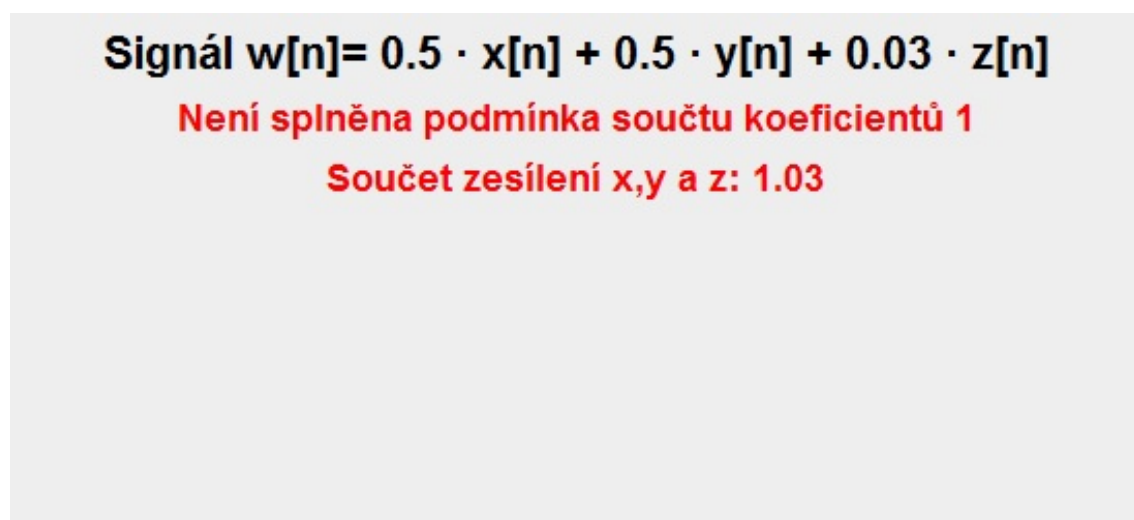 Signál w[n]= 0.5 · x[n] + 0.5 · y[n] + 0.03 · z[n]
Není splněna podmínka součtu koeficientů 1
Součet zesílení x,y a z: 1.03